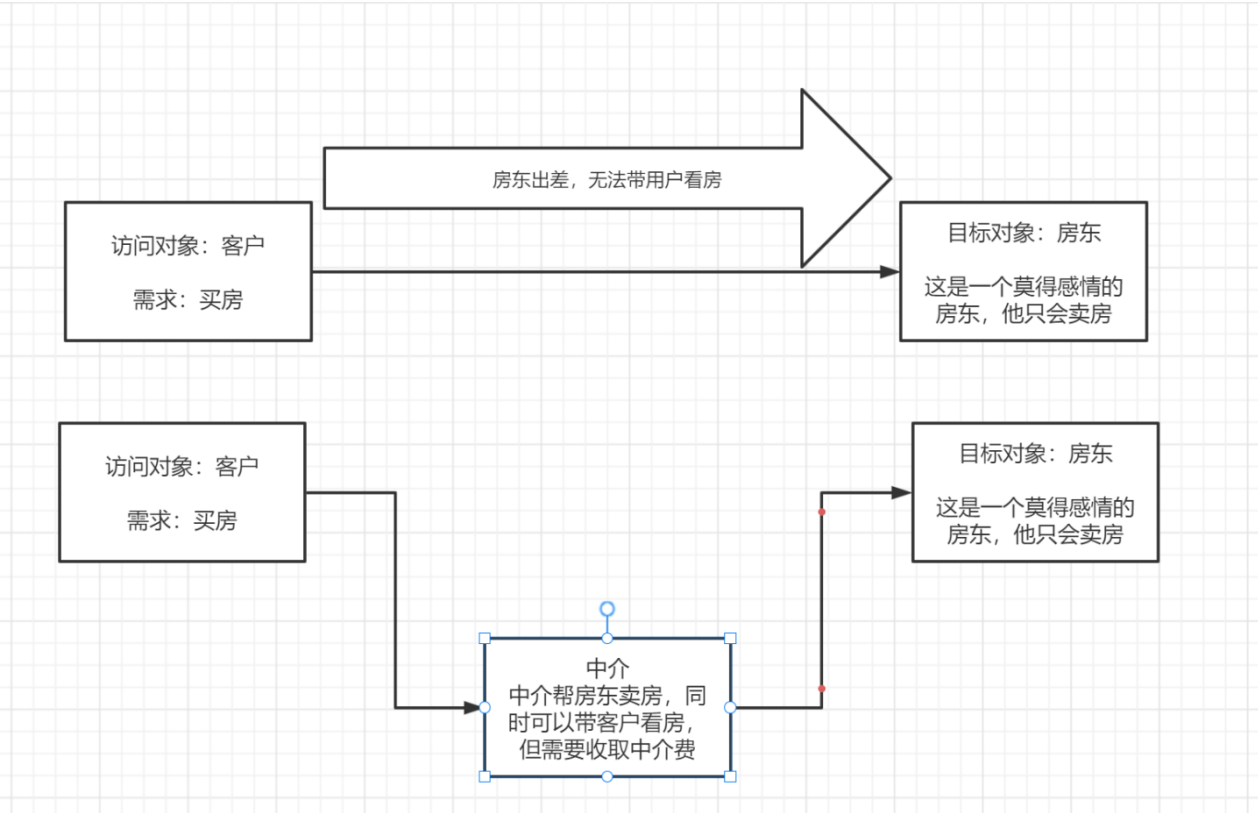 房东出差，无法带用户看房
访问对象：客户
需求：买房
目标对象：房东
这是一个莫得感情的
房东，他只会卖房
访问对象：客户
需求：买房
目标对象：房东
这是一个莫得感情的
房东，他只会卖房
中介
中介帮房东卖房，同
时可以带客户看房，
但需要收取中介费